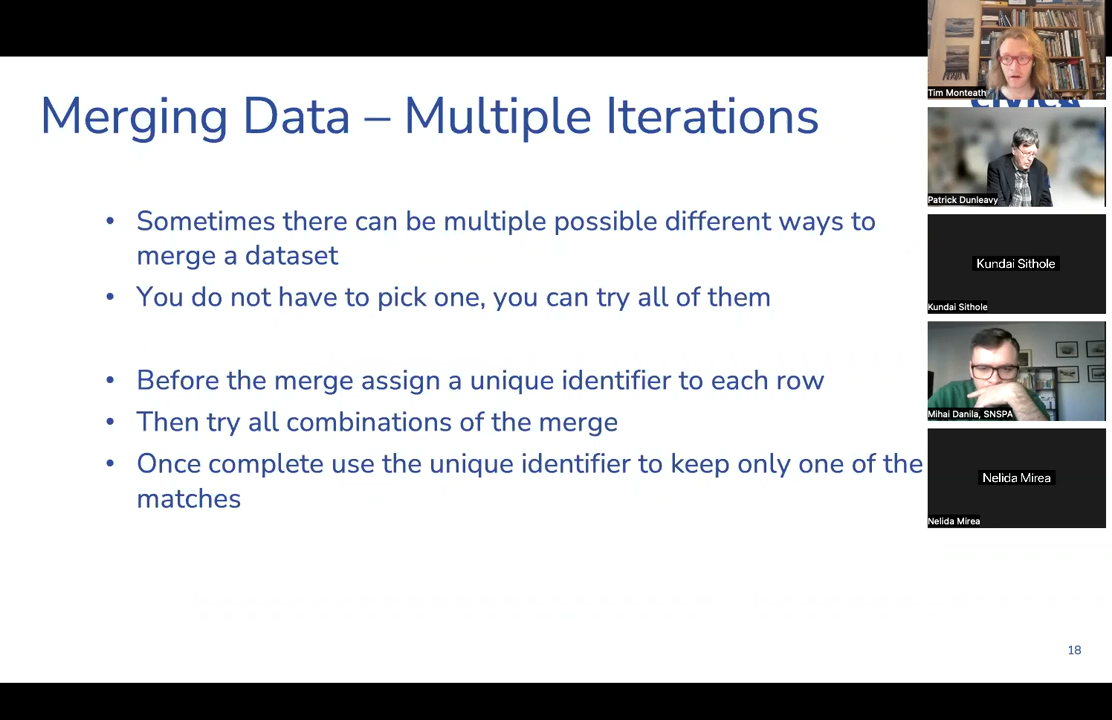 Merging Data – Multiple Iterations
• Sometimes there can be multiple possible different ways to
merge a dataset
• You do not have to pick one, you can try all of them
• Before the merge assign a unique identifier to each row
• Then try all combinations of the merge
• Once complete use the unique identifier to keep only one of the
matches
18
Tim Monteath
Patrick Dunleavy
Kundai Sithole
Kundai Sithole
Mihai Danila, SNSPA
Nelida Mirea
Nelida Mirea